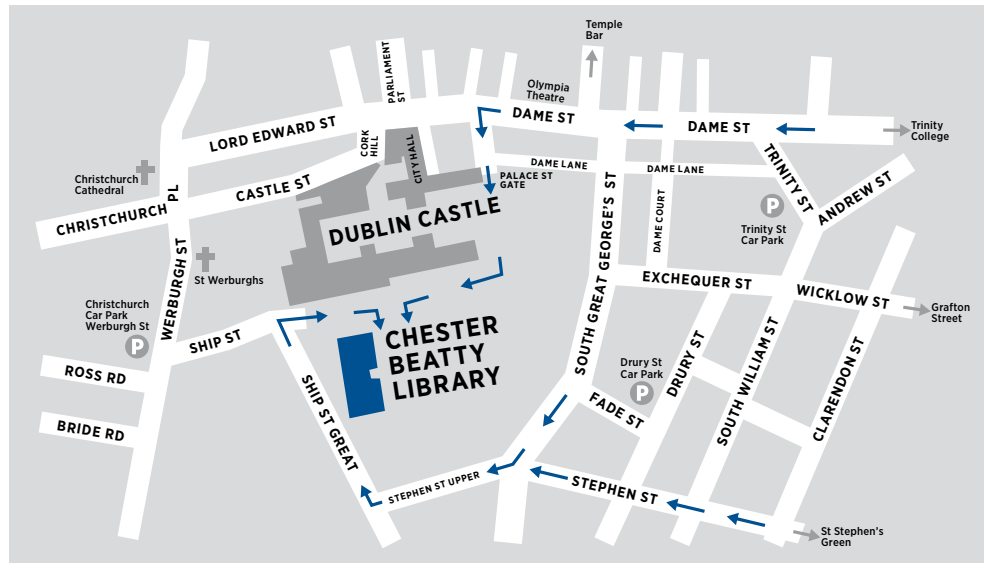 Temple
Bar
PARLIAMENT
ST
Olympia
Theatre
DAME ST
DAME ST
Trinity
College
LORD EDWARD ST
CORK
HILL
CITY HALL
DAME LANE
DAME LANE
TRINITY ST
Christchurch
Cathedral
CASTLE ST
PALACE ST
GATE
ANDREW ST
CHRISTCHURCH PL
DUBLIN CASTLE
SOUTH GREAT GEORGE'S ST
DAME COURT
P
Trinity St
Car Park
WERBURGH ST
St Werburghs
EXCHEQUER ST
WICKLOW ST
Grafton
Street
Christchurch
Car Park
Werburgh St
P
SHIP ST
CHESTER
BEATTY
LIBRARY
ROSS RD
Drury St
Car Park
P
DRURY ST
SOUTH WILLIAM ST
CLARENDON ST
BRIDE RD
SHIP ST GREAT
FADE ST
STEPHEN ST UPPER
STEPHEN ST
St Stephen's
Green